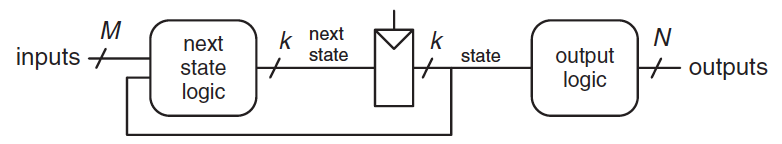 inputs
M
next
state
logic
k
next
state
k
state
output
logic
N
outputs